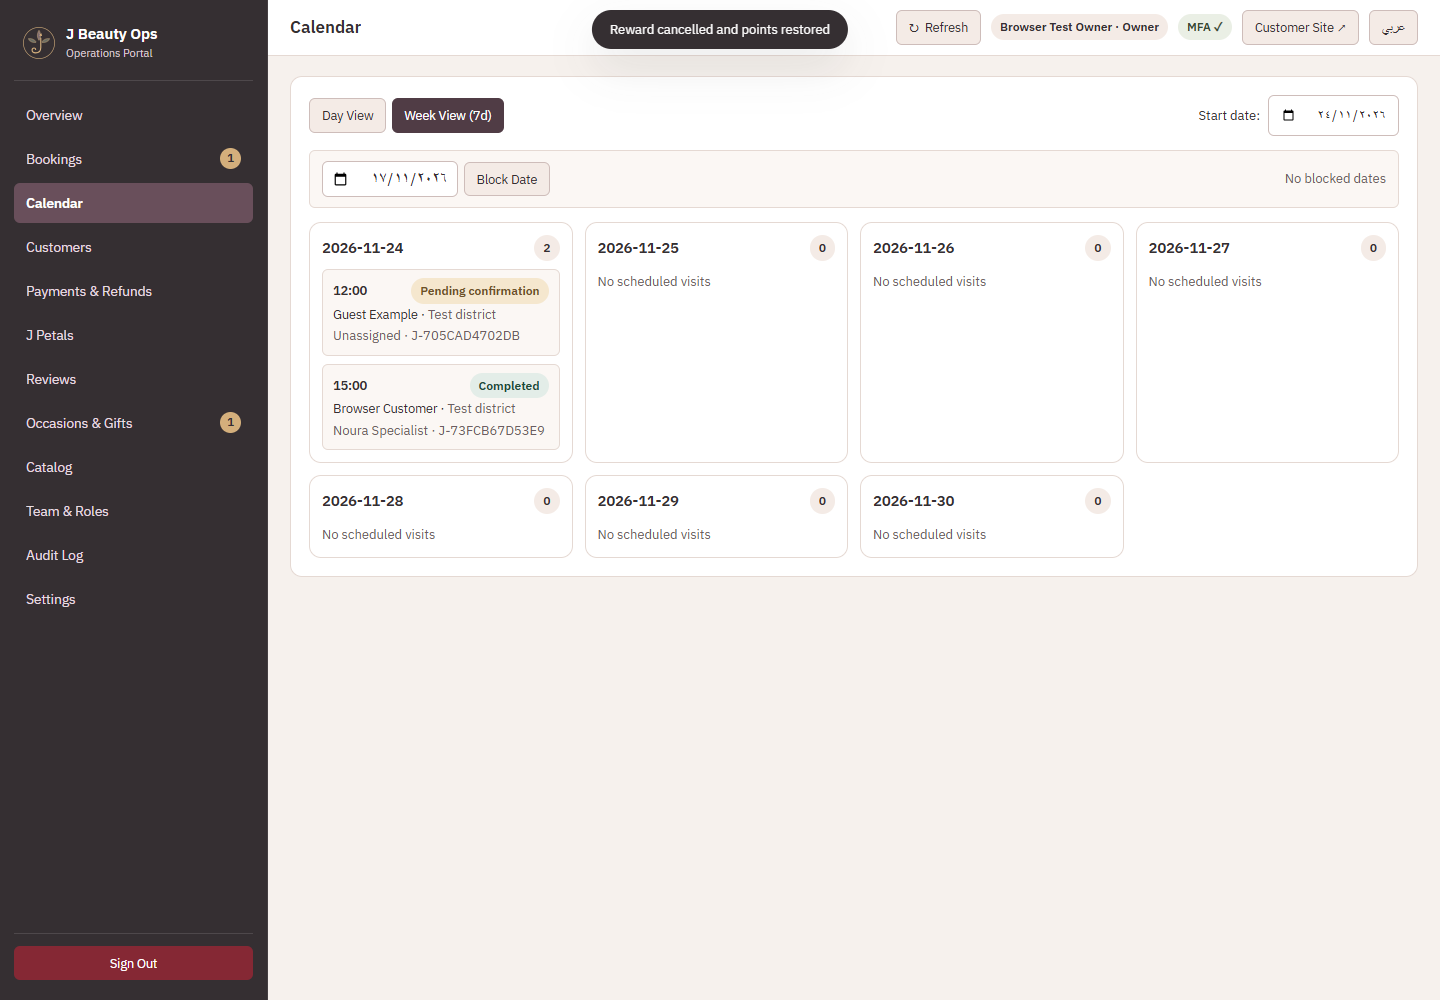 J Beauty Ops
Operations Portal
Overview
Bookings 1
Calendar
Customers
Payments & Refunds
J Petals
Reviews
Occasions & Gifts 1
Catalog
Team & Roles
Audit Log
Settings
Sign Out
Calendar
Reward cancelled and points restored
↻ Refresh
Browser Test Owner · Owner
MFA ✓
Customer Site ↗
عربي
Day View
Week View (7d)
Start date: ٢٤/١١/٢٠٢٦
١٧/١١/٢٠٢٦
Block Date
No blocked dates
2026-11-24 2
12:00 Pending confirmation
Guest Example · Test district
Unassigned · J-705CAD4702DB
15:00 Completed
Browser Customer · Test district
Noura Specialist · J-73FCB67D53E9
2026-11-25 0
No scheduled visits
2026-11-26 0
No scheduled visits
2026-11-27 0
No scheduled visits
2026-11-28 0
No scheduled visits
2026-11-29 0
No scheduled visits
2026-11-30 0
No scheduled visits